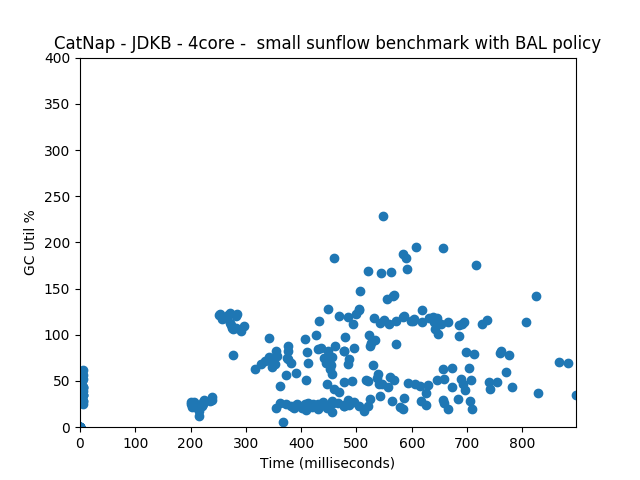 CatNap - JDKB - 4core -  small sunflow benchmark with BAL policy
400
350
300
250
200
150
100
50
0
GC Util %
0 100 200 300 400 500 600 700 800
Time (milliseconds)